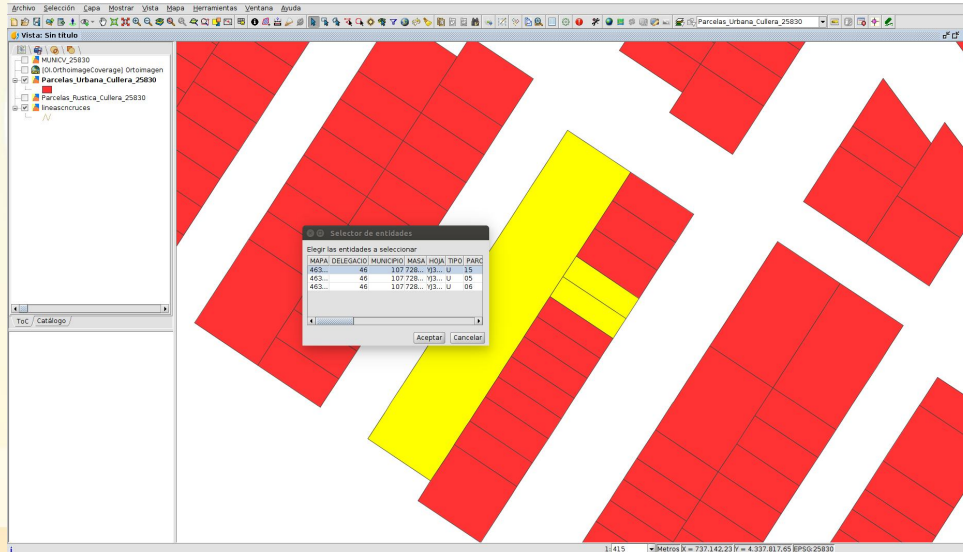 Archivo Selección Capa Mostrar Vista Mapa Herramientas Ventana Ayuda
Parcelas_Urbana_Cullera_25830
Vista: Sin título
MUNICV_25830
[OI.OrthoimageCoverage] Ortoimagen
Parcelas_Urbana_Cullera_25830
Parcelas_Rustica_Cullera_25830
lineascncruces
ToC Catálogo
Selector de entidades
Elegir las entidades a seleccionar
MAPA DELEGACIO MUNICIPIO MASA HOJA TIPO PARC
463... 46 107 728... YJ3... U 15
463... 46 107 728... YJ3... U 05
463... 46 107 728... YJ3... U 06
Aceptar Cancelar
1: 415 Metros X = 737.142,23 Y = 4.337.817,65 EPSG:25830